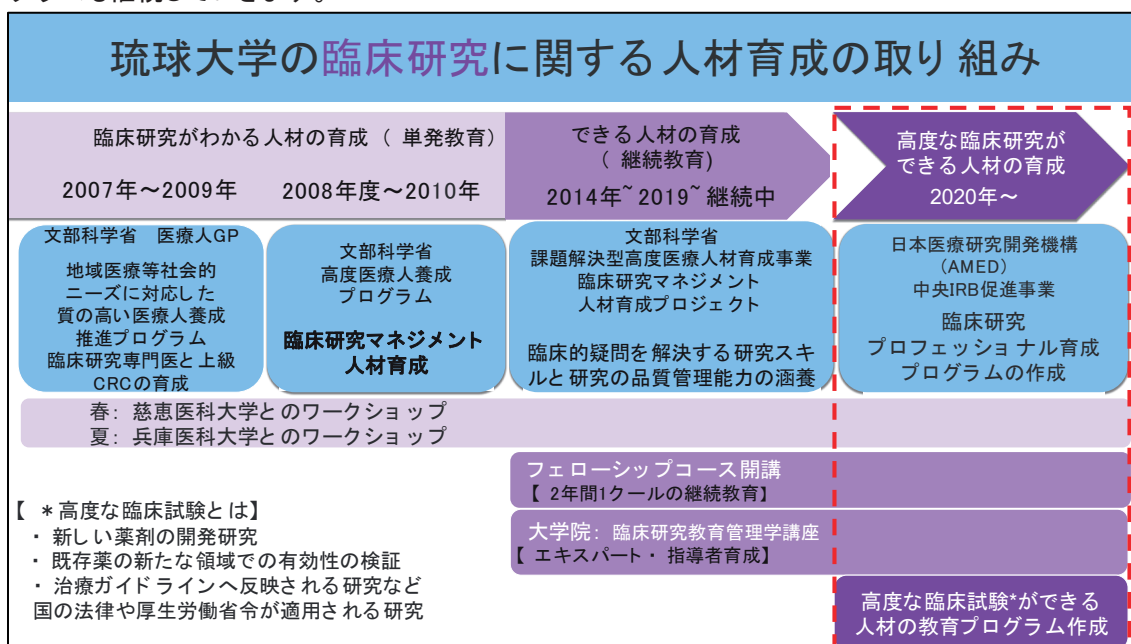 琉球大学の臨床研究に関する人材育成の取り組み
臨床研究がわかる人材の育成（ 単発教育）
2007年～2009年
2008年度～2010年
できる人材の育成
( 継続教育)
2014年~ 2019~ 継続中
高度な臨床研究が
できる人材の育成
2020年～
文部科学省　医療人GP
地域医療等社会的
ニーズに対応した
質の高い医療人養成
推進プログラム
臨床研究専門医と上級
CRCの育成
文部科学省
高度医療人養成
プログラム
臨床研究マネジメント
人材育成
文部科学省
課題解決型高度医療人材育成事業
臨床研究マネジメント
人材育成プロジェクト
臨床的疑問を解決する研究スキ
ルと研究の品質管理能力の涵養
日本医療研究開発機構
(AMED)
中央IRB促進事業
臨床研究
プロフェッショナル育成
プログラムの作成
春: 慈恵医科大学とのワークショップ
夏: 兵庫医科大学とのワークショップ
フェローシップコース開講
【 2年間1クールの継続教育】
大学院: 臨床研究教育管理学講座
【 エキスパート・ 指導者育成】
【 ＊高度な臨床試験とは】
・ 新しい薬剤の開発研究
・ 既存薬の新たな領域での有効性の検証
・ 治療ガイドラインへ反映される研究など
国の法律や厚生労働省令が適用される研究
高度な臨床試験*ができる
人材の教育プログラム作成